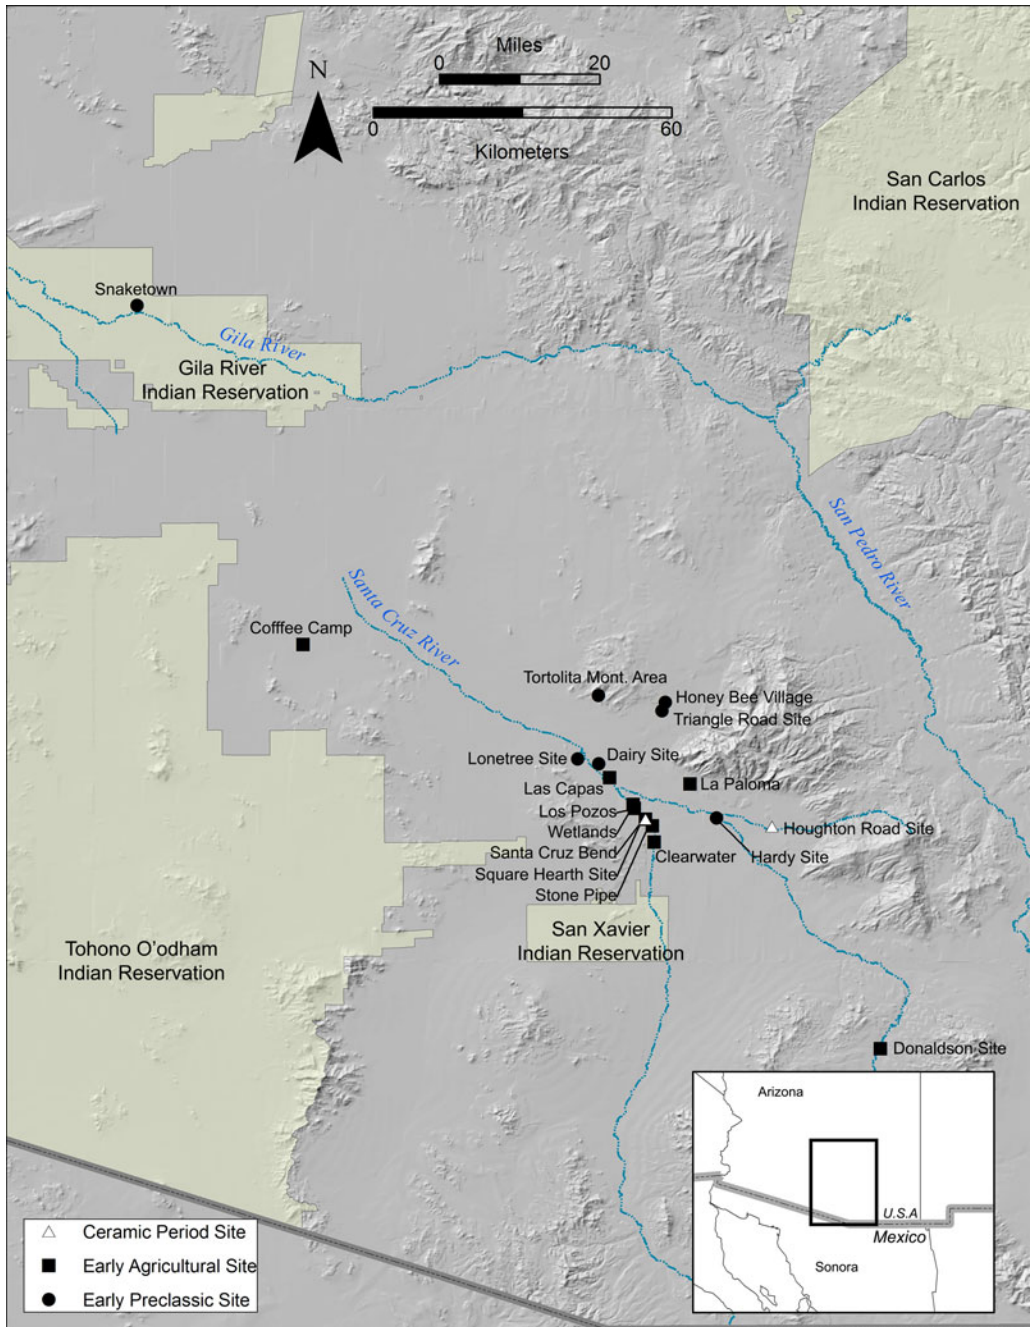 Miles
0 20
N
0 60
Kilometers
San Carlos
Indian Reservation
Snaketown
Gila River
Gila River
Indian Reservation
San Pedro River
Santa Cruz River
Cofffee Camp
Tortolita Mont. Area
Honey Bee Village
Triangle Road Site
Lonetree Site
Dairy Site
Las Capas
La Paloma
Los Pozos
Wetlands
Houghton Road Site
Santa Cruz Bend
Clearwater
Hardy Site
Square Hearth Site
Stone Pipe
San Xavier
Indian Reservation
Tohono O'odham
Indian Reservation
Donaldson Site
Arizona
U.S.A
Mexico
Sonora
Ceramic Period Site
Early Agricultural Site
Early Preclassic Site